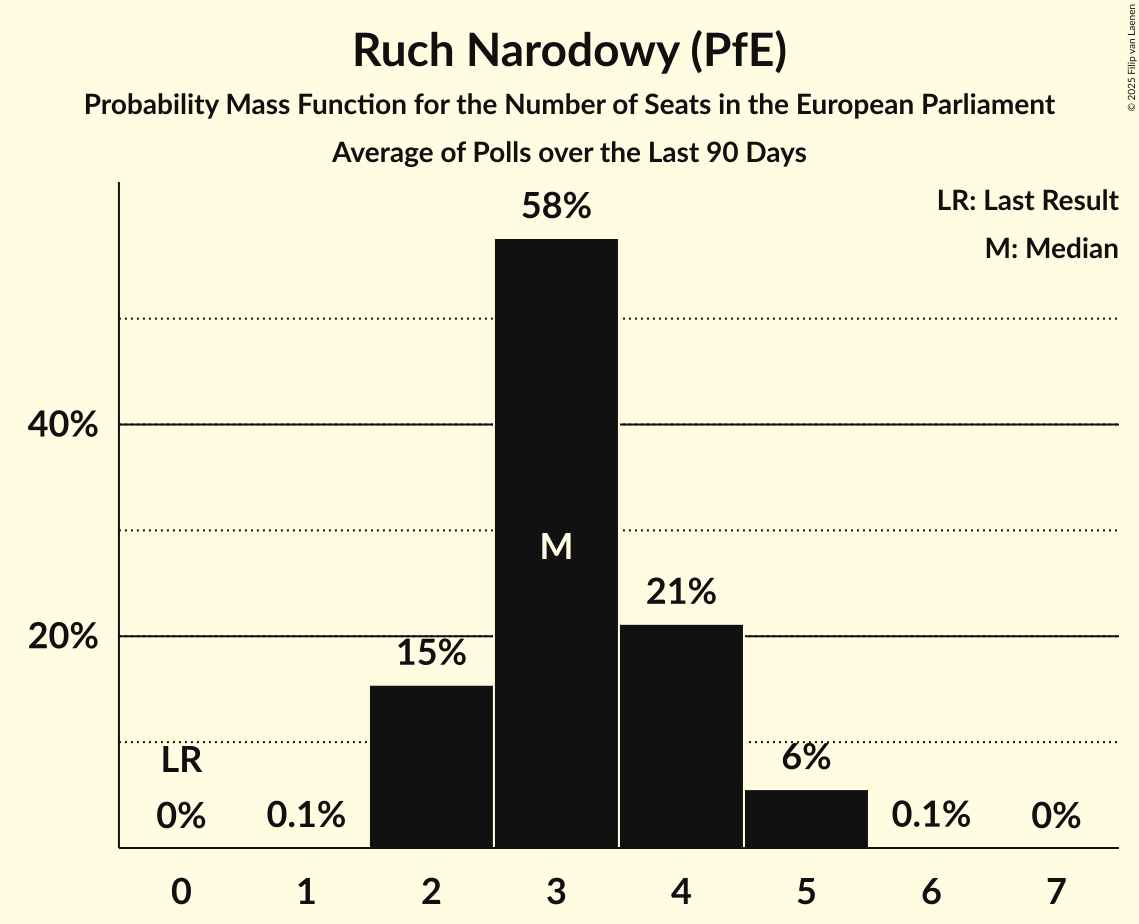 Ruch Narodowy (PfE)
Probability Mass Function for the Number of Seats in the European Parliament
Average of Polls over the Last 90 Days
© 2025 Filip van Laenen
LR: Last Result
M: Median
58%
40%
M
21%
20%
15%
LR
6%
0%
0.1%
0.1%
0%
0 1 2 3 4 5 6 7